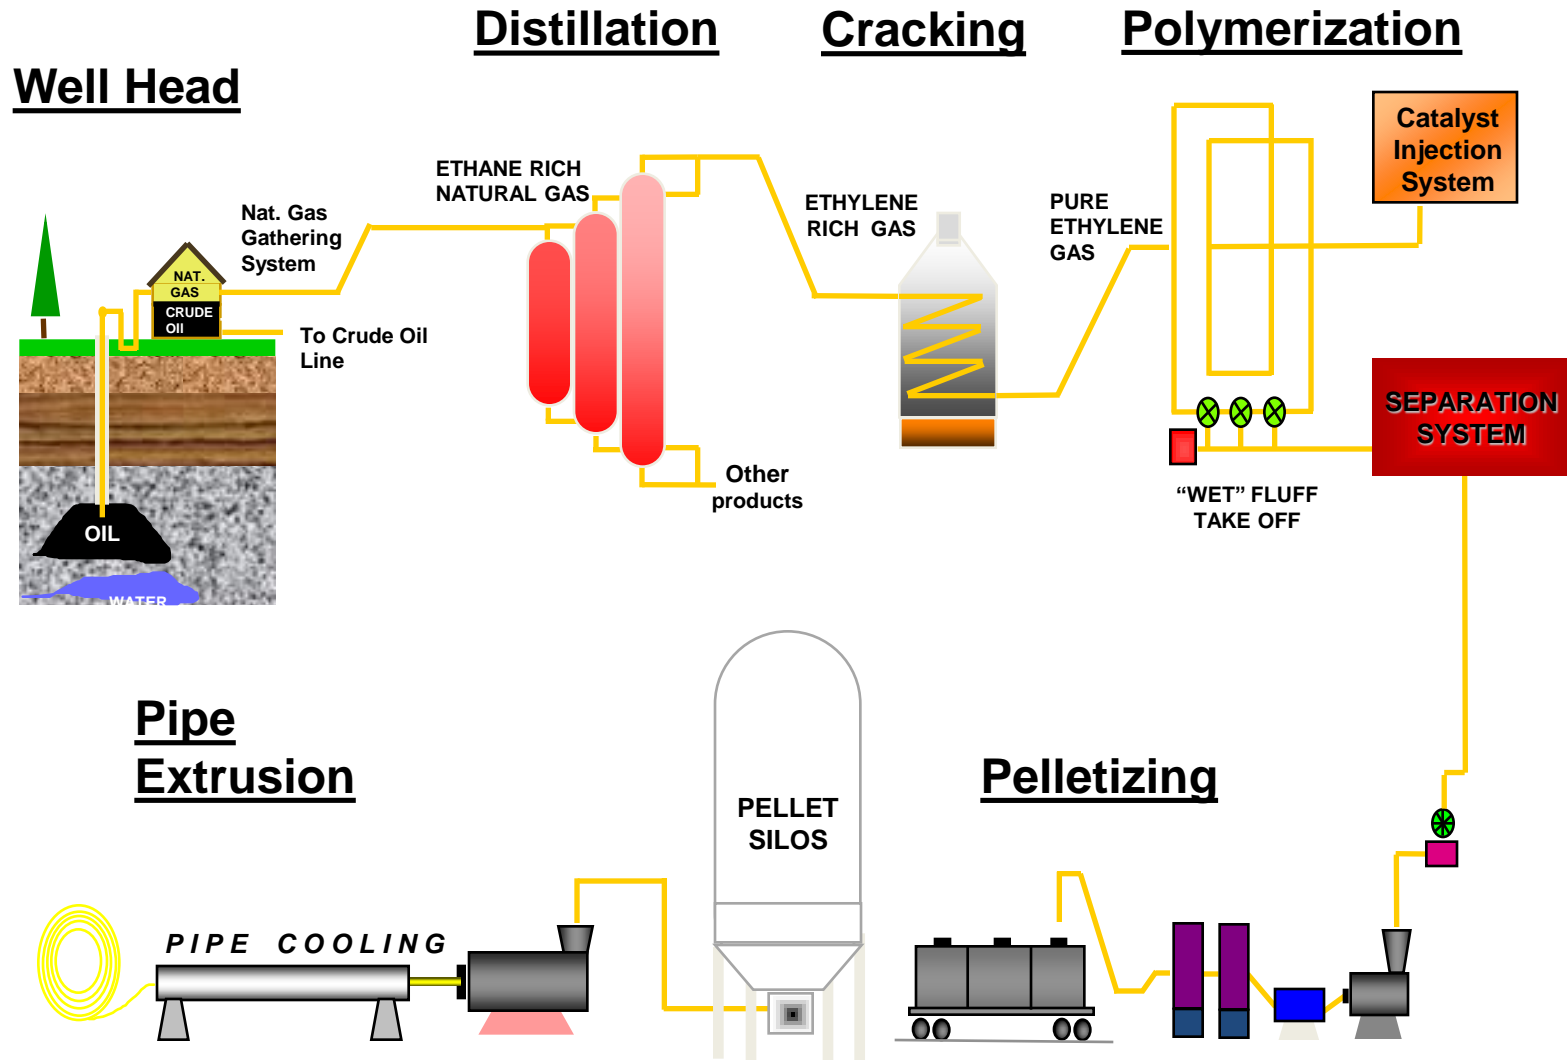 Distillation
Cracking
Polymerization
Well Head
Catalyst
Injection
System
ETHANE RICH
NATURAL GAS
ETHYLENE
RICH GAS
PURE
ETHYLENE
GAS
Nat. Gas
Gathering
System
NAT.
GAS
CRUDE
OIl
To Crude Oil
Line
SEPARATION
SYSTEM
Other
products
“WET” FLUFF
TAKE OFF
OIL
WATER
Pipe
Extrusion
Pelletizing
PELLET
SILOS
PIPE COOLING